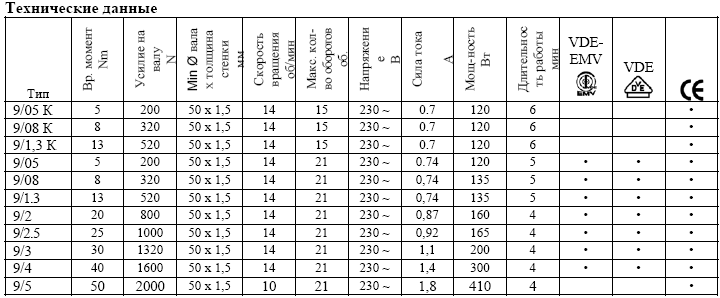 Технические данные
Тип | Вр. момент Nm | Усилие на валу N | Min Ø вала х толщина стенки мм | Скорость вращения об/мин | Макс. кол-во оборотов об. | Напряжение В | Сила тока А | Мощ-ность Вт | Длительность работы мин | VDE-EMV EMV | VDE VDE | CE
9/05 К | 5 | 200 | 50 x 1,5 | 14 | 15 | 230 ~ | 0.7 | 120 | 6 | | | •
9/08 К | 8 | 320 | 50 x 1,5 | 14 | 15 | 230 ~ | 0.7 | 120 | 6 | | | •
9/1,3 К | 13 | 520 | 50 x 1,5 | 14 | 15 | 230 ~ | 0.7 | 120 | 6 | | | •
9/05 | 5 | 200 | 50 x 1,5 | 14 | 21 | 230 ~ | 0.74 | 120 | 5 | • | • | •
9/08 | 8 | 320 | 50 x 1,5 | 14 | 21 | 230 ~ | 0,74 | 135 | 5 | • | • | •
9/1.3 | 13 | 520 | 50 x 1,5 | 14 | 21 | 230 ~ | 0,74 | 135 | 5 | • | • | •
9/2 | 20 | 800 | 50 x 1,5 | 14 | 21 | 230 ~ | 0,87 | 160 | 4 | • | • | •
9/2.5 | 25 | 1000 | 50 x 1,5 | 14 | 21 | 230 ~ | 0,92 | 165 | 4 | • | • | •
9/3 | 30 | 1320 | 50 x 1,5 | 14 | 21 | 230 ~ | 1,1 | 200 | 4 | • | • | •
9/4 | 40 | 1600 | 50 x 1,5 | 14 | 21 | 230 ~ | 1,4 | 300 | 4 | • | • | •
9/5 | 50 | 2000 | 50 x 1,5 | 10 | 21 | 230 ~ | 1,8 | 410 | 4 | | | •